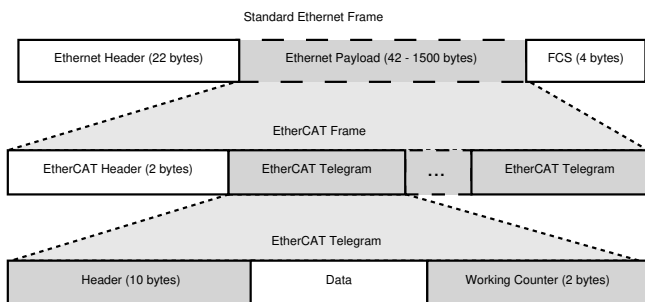 Standard Ethernet Frame
Ethernet Header (22 bytes) Ethernet Payload (42 - 1500 bytes) FCS (4 bytes)
EtherCAT Frame
EtherCAT Header (2 bytes) EtherCAT Telegram ... EtherCAT Telegram
EtherCAT Telegram
Header (10 bytes) Data Working Counter (2 bytes)